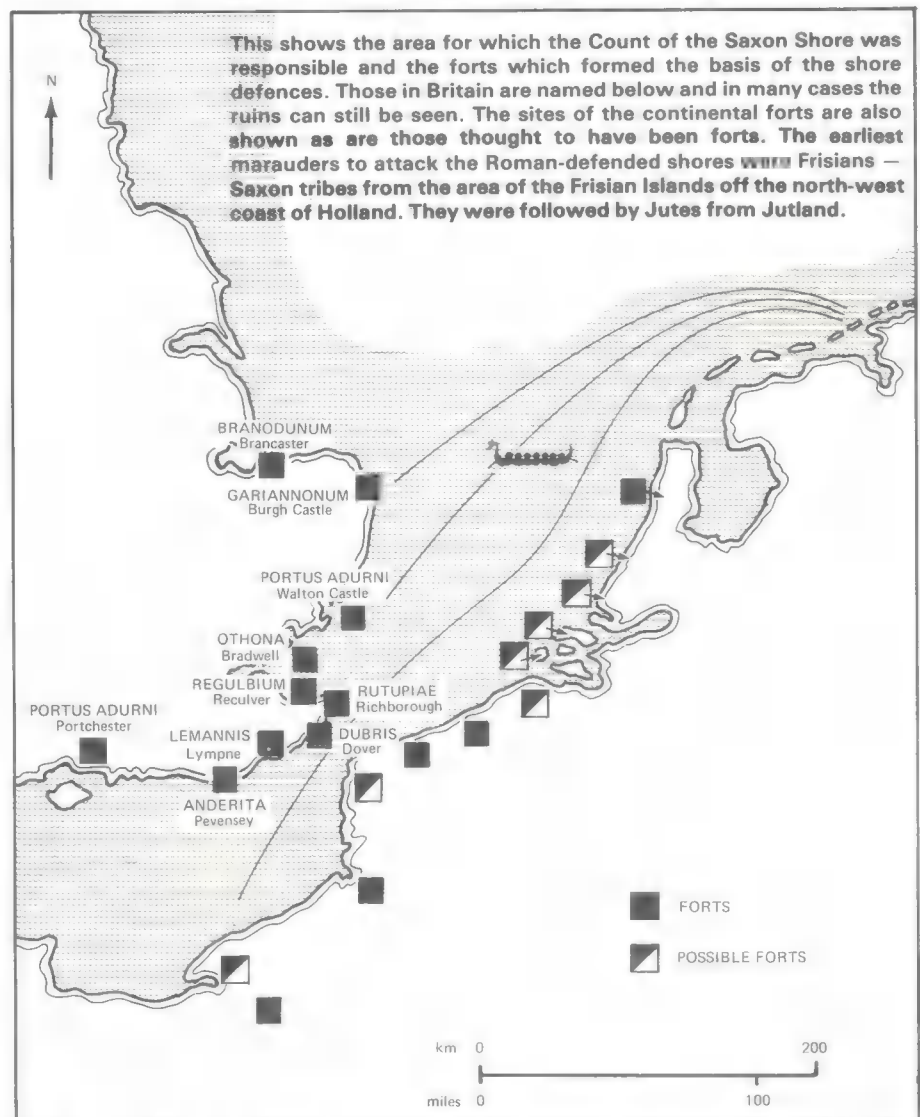 This shows the area for which the Count of the Saxon Shore was
responsible and the forts which formed the basis of the shore
defences. Those in Britain are named below and in many cases the
ruins can still be seen. The sites of the continental forts are also
shown as are those thought to have been forts. The earliest
marauders to attack the Roman-defended shores were Frisians —
Saxon tribes from the area of the Frisian Islands off the north-west
coast of Holland. They were followed by Jutes from Jutland.
N
BRANODUNUM
Brancaster
GARIANNONUM
Burgh Castle
PORTUS ADURNI
Walton Castle
OTHONA
Bradwell
REGULBIUM
Reculver
RUTUPIAE
Richborough
PORTUS ADURNI
Portchester
LEMANNIS
Lympne
DUBRIS
Dover
ANDERITA
Pevensey
FORTS
POSSIBLE FORTS
km 0 200
miles 0 100